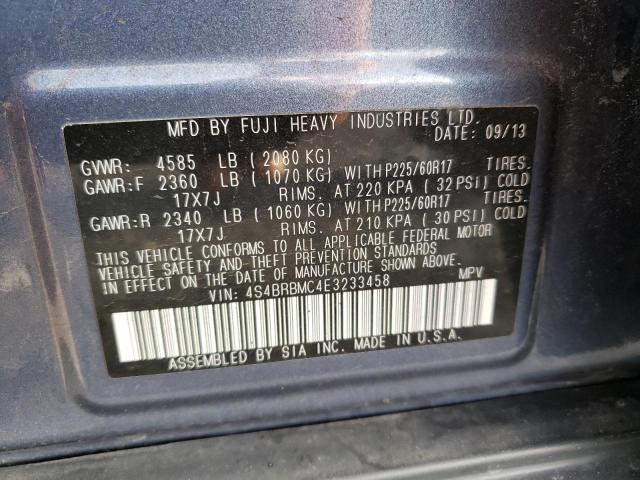 MFD BY FUJI HEAVY INDUSTRIES LTD.
DATE: 09/13
GVWR: 4585 LB (2080 KG)
GAWR:F 2360 LB (1070 KG) WITH P225/60R17 TIRES.
17X7J RIMS. AT 220 KPA (32 PSI) COLD
GAWR:R 2340 LB (1060 KG) WITH P225/60R17 TIRES.
17X7J RIMS. AT 210 KPA (30 PSI) COLD
THIS VEHICLE CONFORMS TO ALL APPLICABLE FEDERAL MOTOR
VEHICLE SAFETY AND THEFT PREVENTION STANDARDS
IN EFFECT ON THE DATE OF MANUFACTURE SHOWN ABOVE.
VIN: 4S4BRBMC4E3233458 MPV
ASSEMBLED BY SIA INC. MADE IN U.S.A.